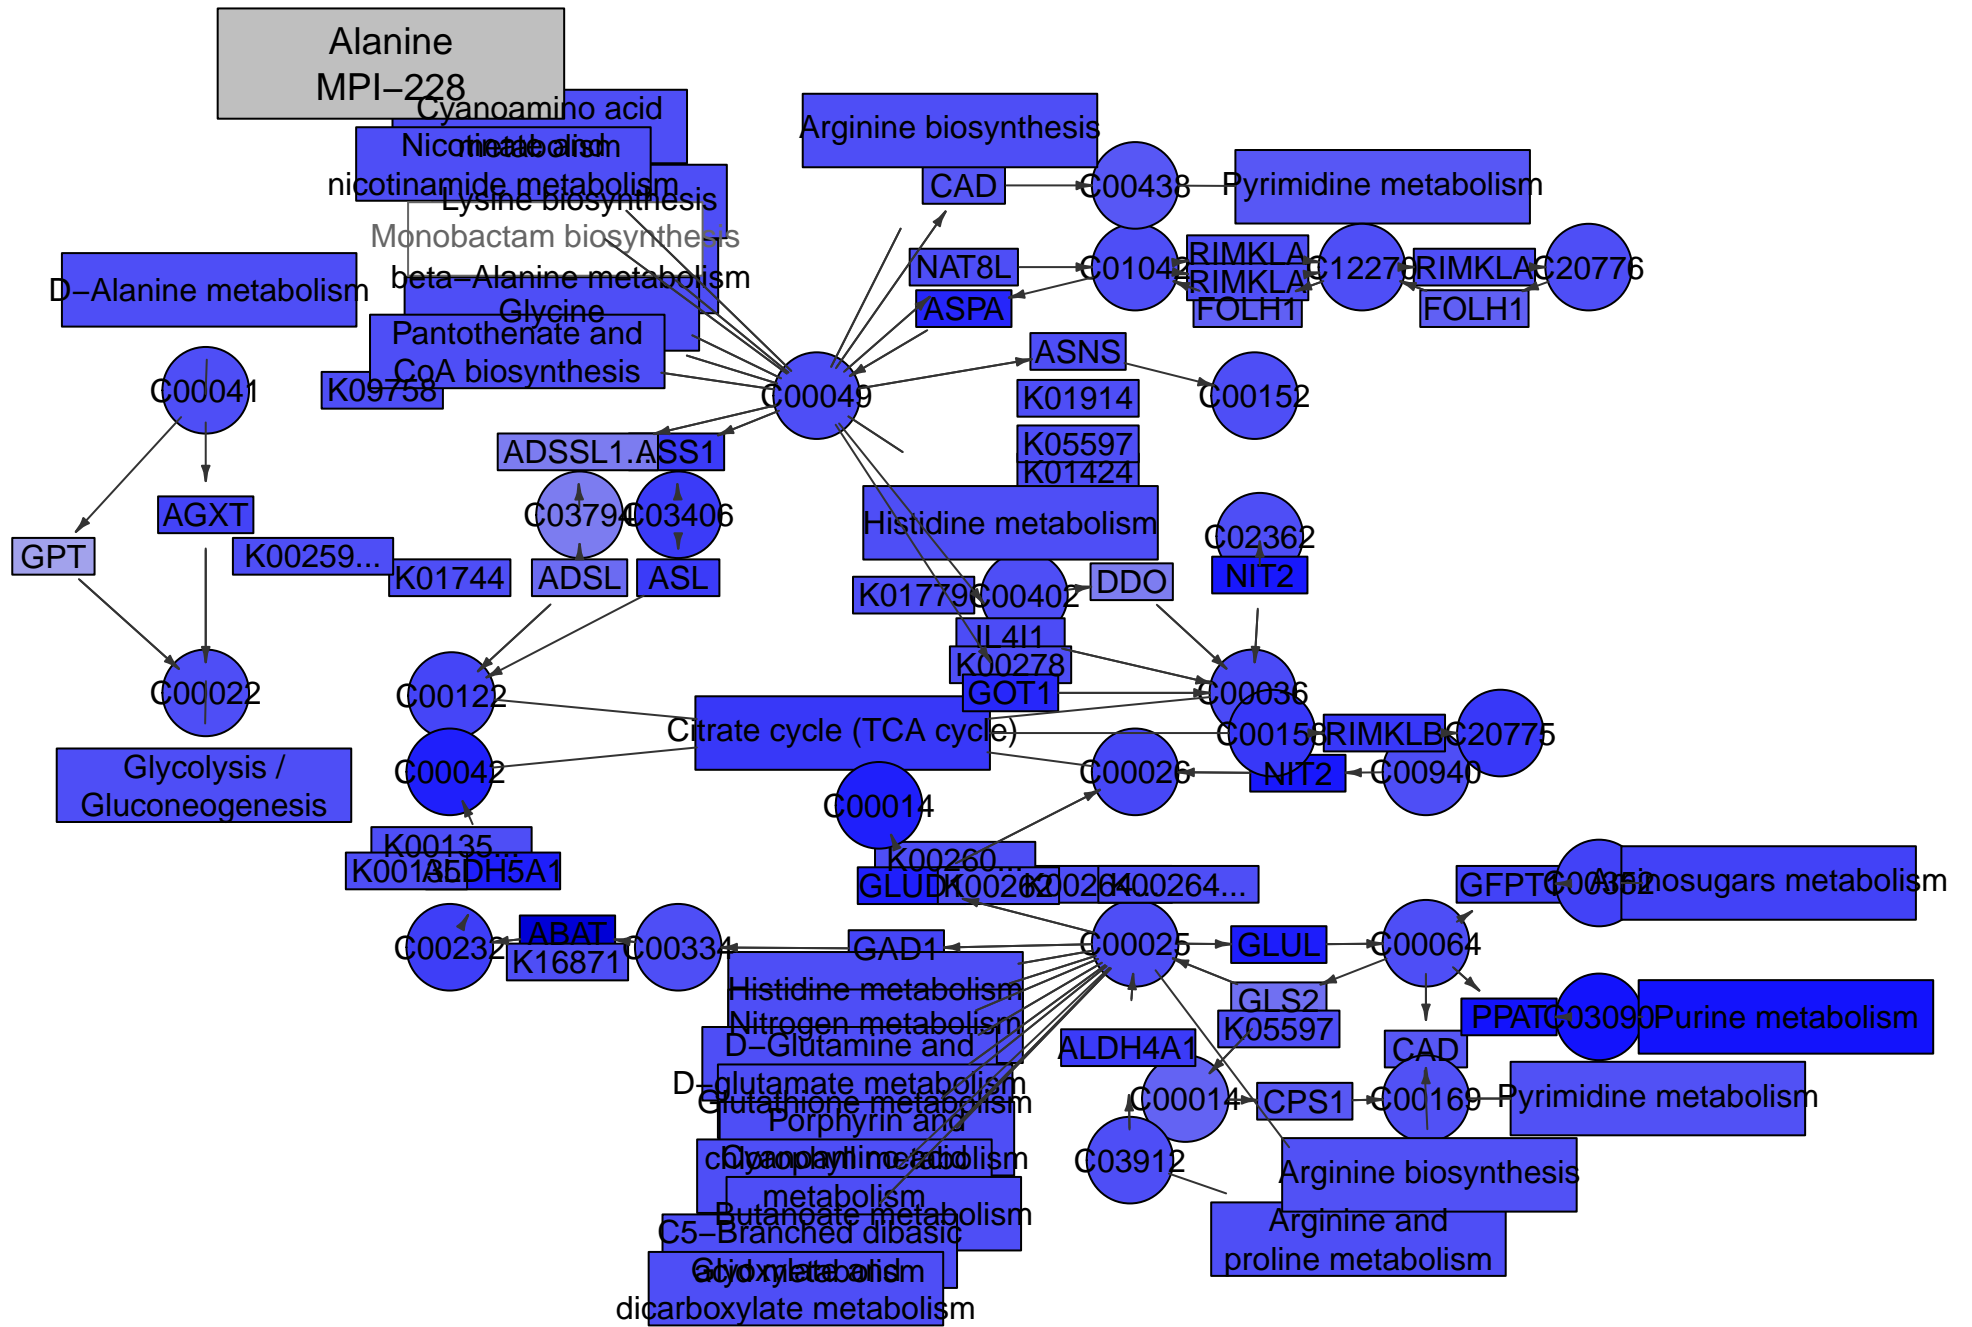 Alanine
MPI−228
Cyanoamino acid
metabolism
Nicotinate and
nicotinamide metabolism
Lysine biosynthesis
Monobactam biosynthesis
beta−Alanine metabolism
Glycine
Pantothenate and
CoA biosynthesis
Arginine biosynthesis
CAD
C00438
Pyrimidine metabolism
NAT8L
C01042
RIMKLA
RIMKLA
FOLH1
C12270
RIMKLA
FOLH1
C20776
ASPA
D−Alanine metabolism
C00041
K09758
C00049
ASNS
C00152
K01914
K05597
K01424
ADSSL1...
ASS1
C03794
C03406
AGXT
GPT
K00259...
K01744
ADSL
ASL
Histidine metabolism
C02362
NIT2
K01779
C00402
DDO
IL4I1
K00278
GOT1
C00036
C00022
C00122
Citrate cycle (TCA cycle)
C00158
RIMKLB
C20775
C00042
C00026
NIT2
C00940
Glycolysis /
Gluconeogenesis
C00014
K00135...
K00135
ALDH5A1
K00260...
K00262
K00264...
K00264...
C00352
Aminosugars metabolism
C00232
ABAT
K16871
C00334
GAD1
C00025
GLUL
C00064
GLS2
K05597
Histidine metabolism
Nitrogen metabolism
D−Glutamine and
D−glutamate metabolism
Glutathione metabolism
Porphyrin and
chlorophyll metabolism
Cyanoamino acid
metabolism
Butanoate metabolism
C5−Branched dibasic
acid metabolism
Glyoxylate and
dicarboxylate metabolism
PPAT
C03090
Purine metabolism
ALDH4A1
CAD
C00014
CPS1
C00169
Pyrimidine metabolism
C03912
Arginine biosynthesis
Arginine and
proline metabolism